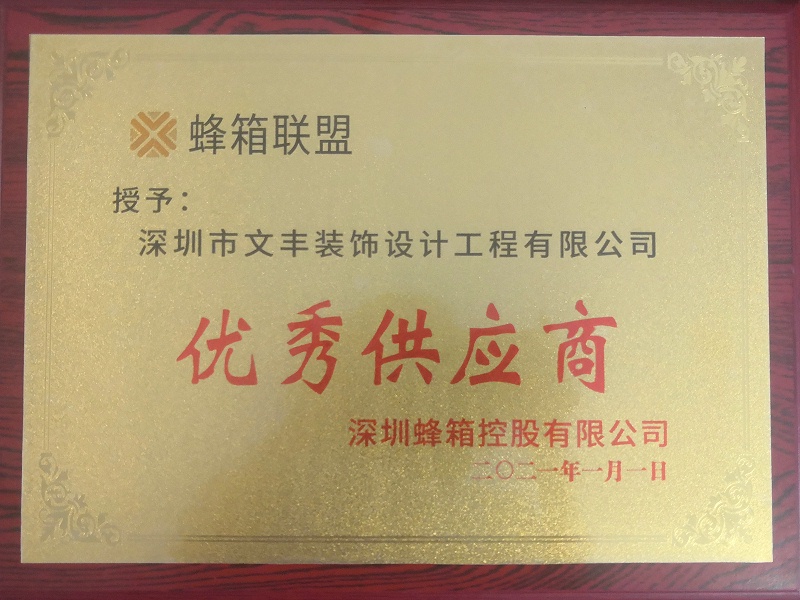 蜂箱联盟
授予：
深圳市文丰装饰设计工程有限公司
优秀供应商
深圳蜂箱控股有限公司
二〇二一年一月一日